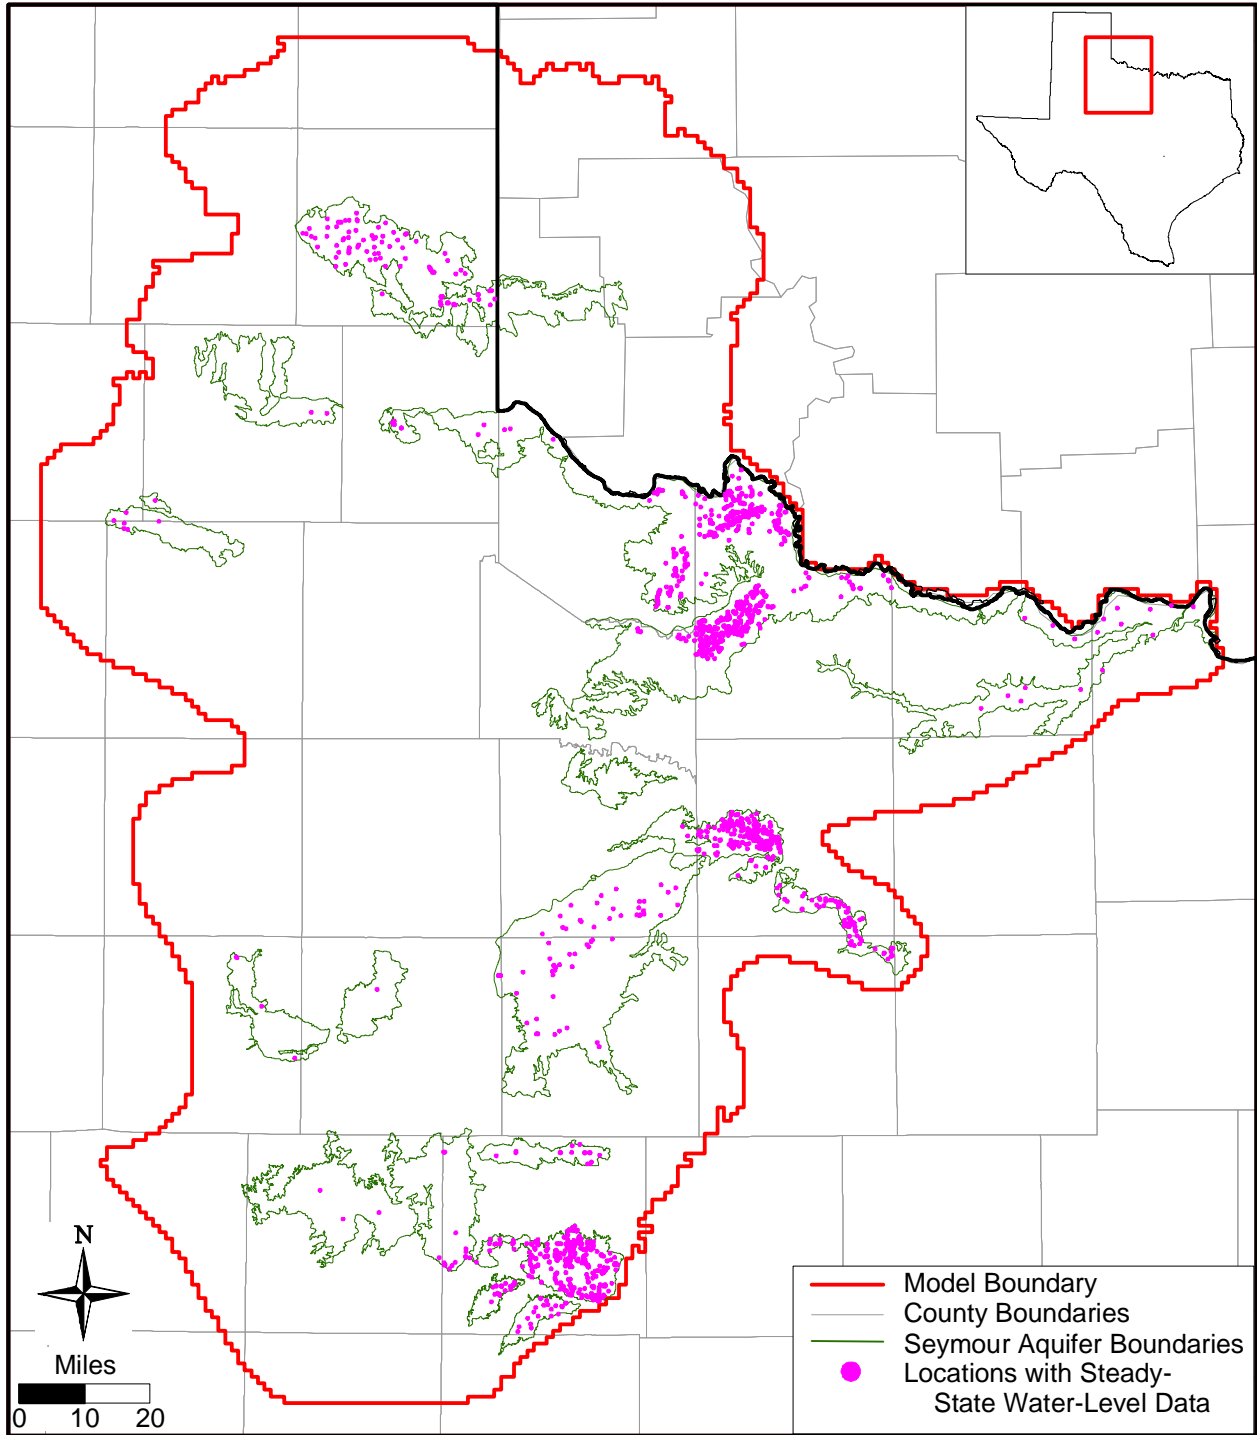 N
Miles
0 10 20
Model Boundary
County Boundaries
Seymour Aquifer Boundaries
Locations with Steady-
State Water-Level Data